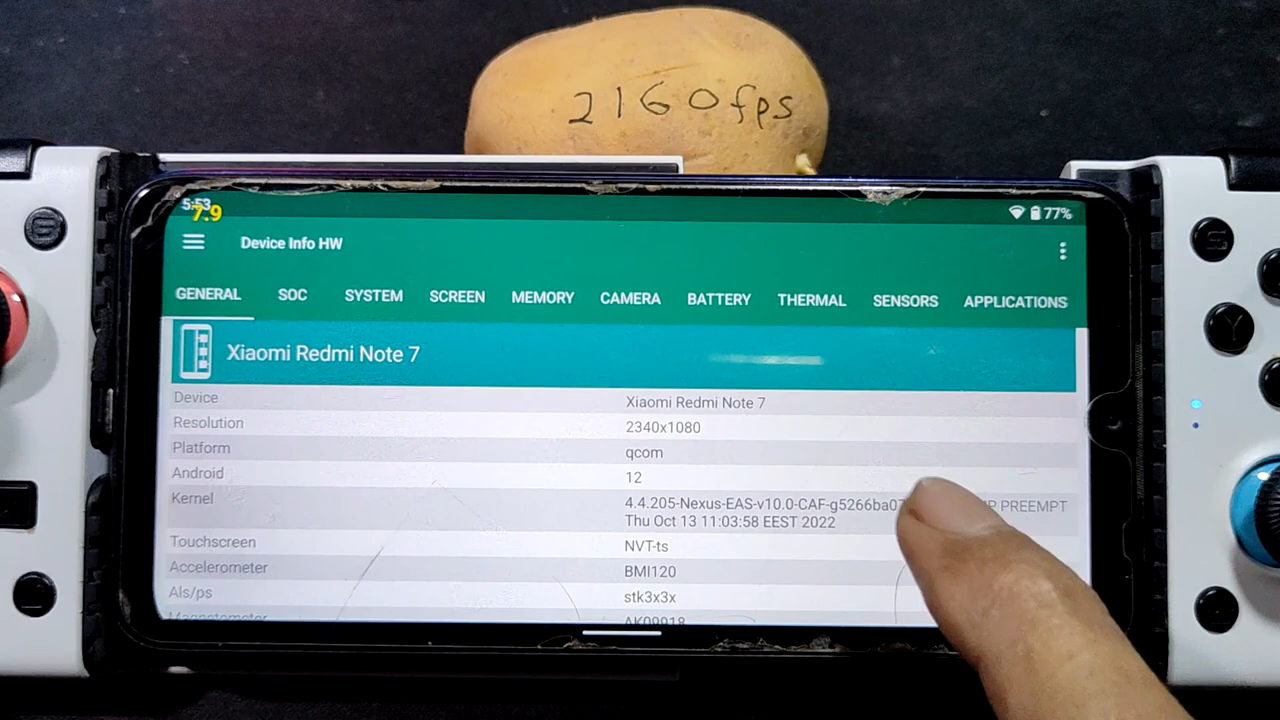 2160fps
5:53
7.9
77%
Device Info HW
GENERAL SOC SYSTEM SCREEN MEMORY CAMERA BATTERY THERMAL SENSORS APPLICATIONS
Xiaomi Redmi Note 7
Device Xiaomi Redmi Note 7
Resolution 2340x1080
Platform qcom
Android 12
Kernel 4.4.205-Nexus-EAS-v10.0-CAF-g5266ba0 PREEMPT
Thu Oct 13 11:03:58 EEST 2022
Touchscreen NVT-ts
Accelerometer BMI120
Als/ps stk3x3x
Magnetometer AK09918
S
Y